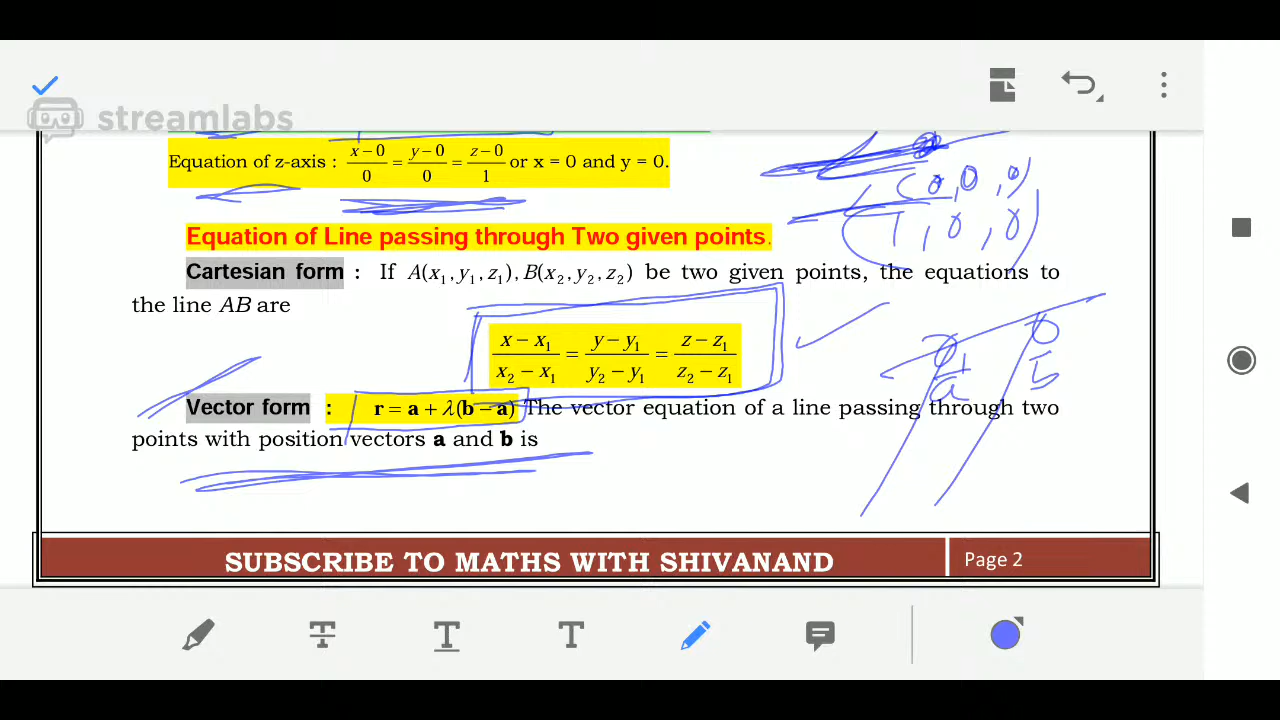 streamlabs
Equation of z-axis : x – 0 / 0 = y – 0 / 0 = z – 0 / 1 or x = 0 and y = 0.
(0, 0, 0)
1, 0, 0
Equation of Line passing through Two given points.
Cartesian form : If A(x₁, y₁, z₁), B(x₂, y₂, z₂) be two given points, the equations to
the line AB are
x – x₁ / x₂ – x₁ = y – y₁ / y₂ – y₁ = z – z₁ / z₂ – z₁
Vector form : r = a + λ(b – a) The vector equation of a line passing through two
points with position vectors a and b is
SUBSCRIBE TO MATHS WITH SHIVANAND
Page 2
T
T
T